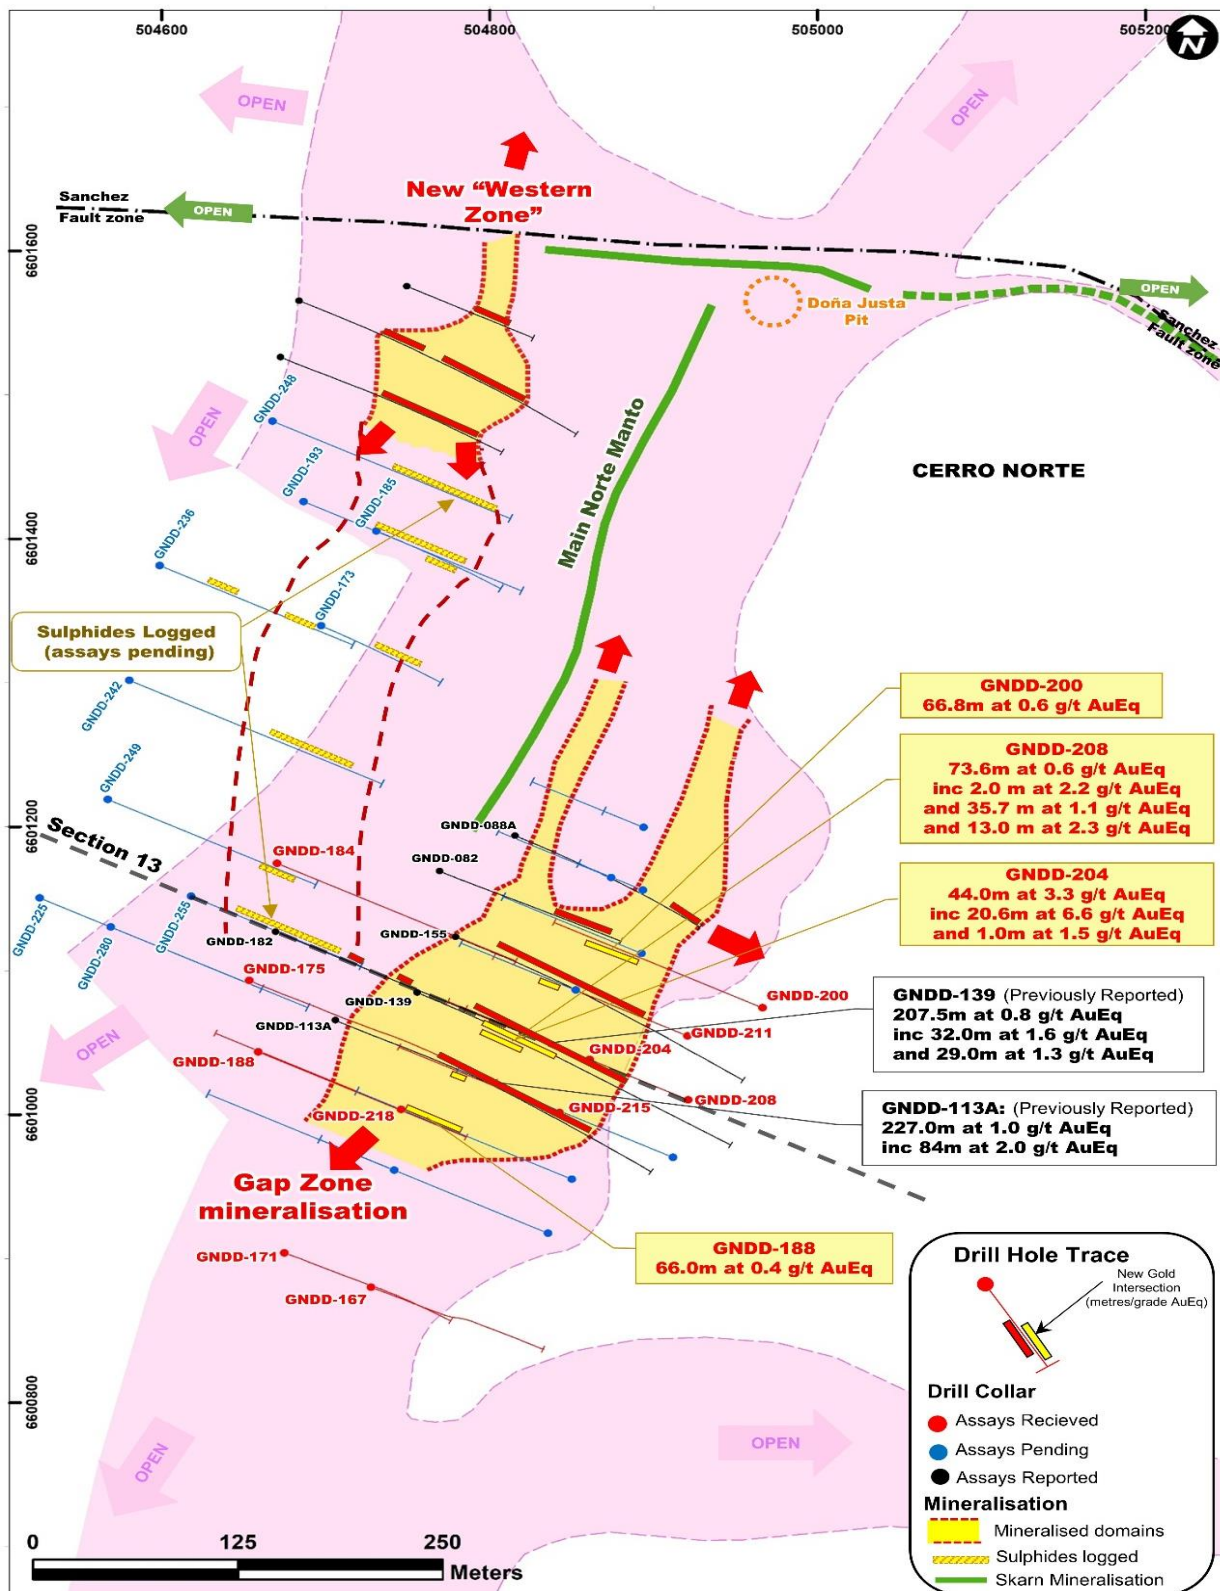 504600
504800
505000
505200
N
OPEN
OPEN
New "Western
Zone"
Sanchez
Fault zone
OPEN
6601600
OPEN
Doña Justa
Pit
Sanchez
Fault zone
GNDD-248
OPEN
GNDD-193
GNDD-185
Main Norte Manto
CERRO NORTE
6601400
GNDD-236
GNDD-173
Sulphides Logged
(assays pending)
GNDD-242
GNDD-249
GNDD-200
66.8m at 0.6 g/t AuEq
GNDD-208
73.6m at 0.6 g/t AuEq
inc 2.0 m at 2.2 g/t AuEq
and 35.7 m at 1.1 g/t AuEq
and 13.0 m at 2.3 g/t AuEq
6601200
Section 13
GNDD-088A
GNDD-082
GNDD-184
GNDD-204
44.0m at 3.3 g/t AuEq
inc 20.6m at 6.6 g/t AuEq
and 1.0m at 1.5 g/t AuEq
GNDD-225
GNDD-280
GNDD-255
GNDD-182
GNDD-155
GNDD-175
GNDD-139
GNDD-113A
GNDD-200
GNDD-211
GNDD-139 (Previously Reported)
207.5m at 0.8 g/t AuEq
inc 32.0m at 1.6 g/t AuEq
and 29.0m at 1.3 g/t AuEq
OPEN
GNDD-188
GNDD-204
GNDD-208
GNDD-218
GNDD-215
6601000
GNDD-113A: (Previously Reported)
227.0m at 1.0 g/t AuEq
inc 84m at 2.0 g/t AuEq
Gap Zone
mineralisation
GNDD-171
GNDD-167
GNDD-188
66.0m at 0.4 g/t AuEq
6600800
OPEN
OPEN
Drill Hole Trace
New Gold
Intersection
(metres/grade AuEq)
Drill Collar
Assays Recieved
Assays Pending
Assays Reported
Mineralisation
Mineralised domains
Sulphides logged
Skarn Mineralisation
0
125
250
Meters